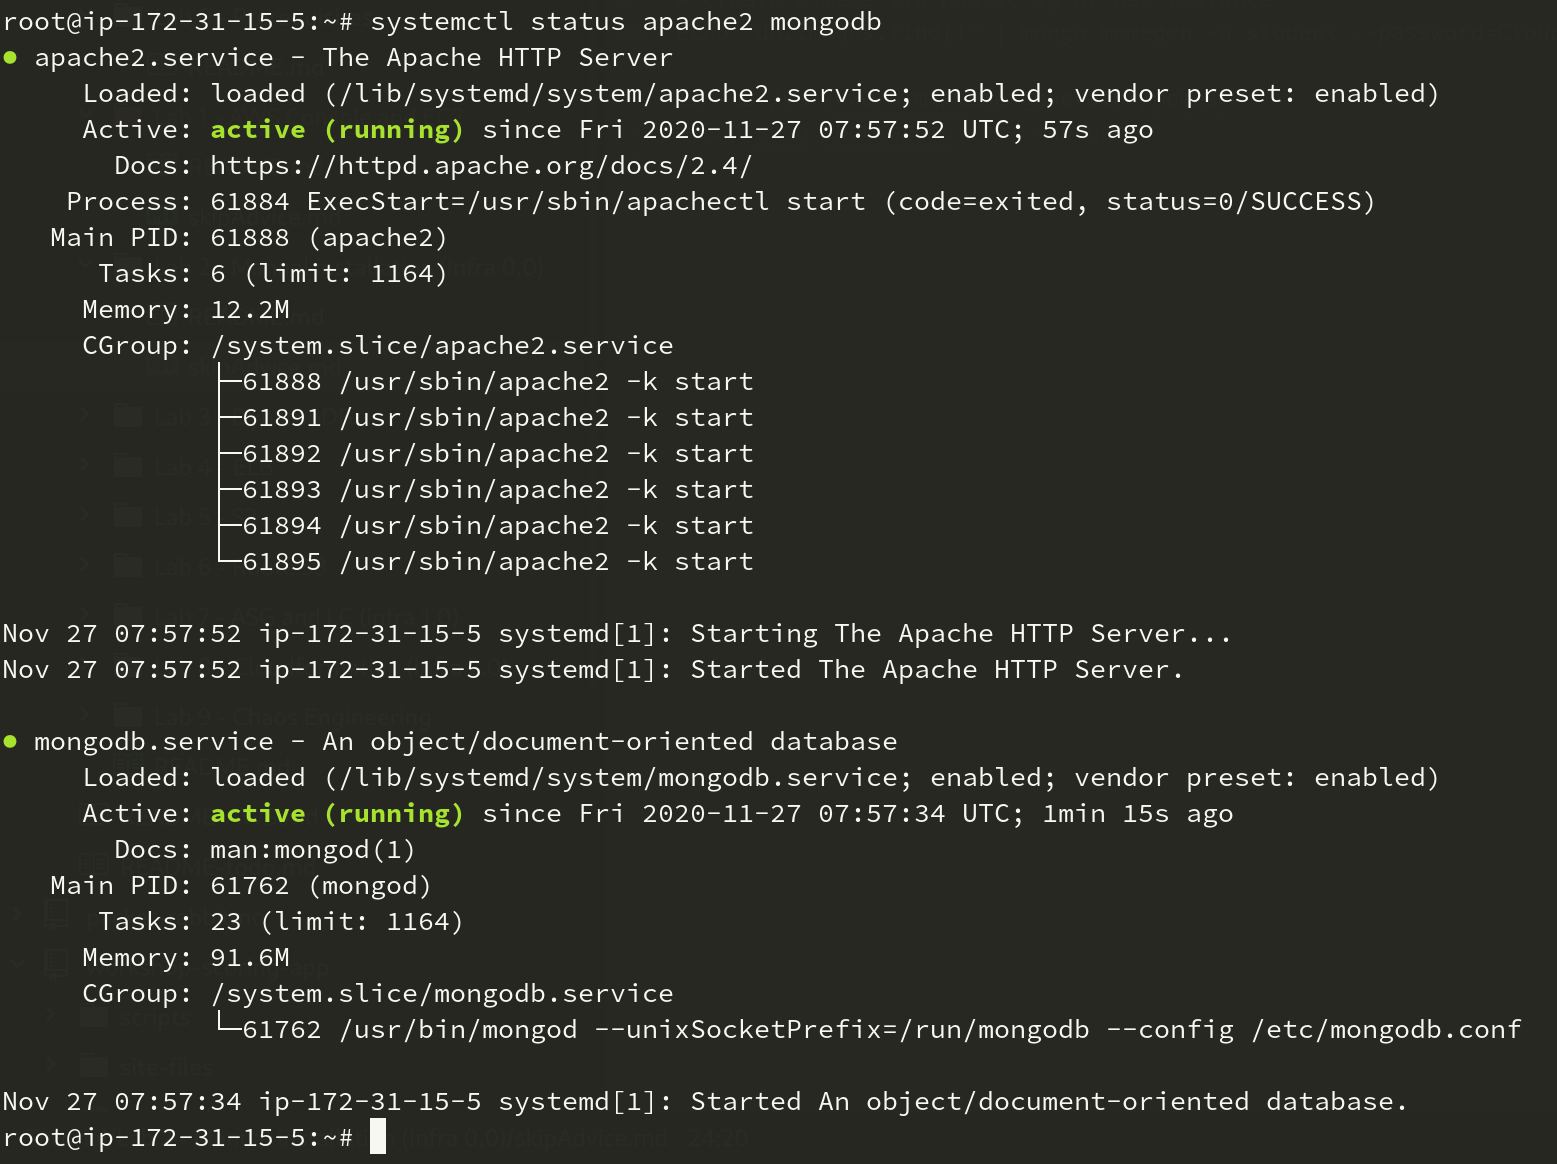 root@ip-172-31-15-5:~# systemctl status apache2 mongodb
● apache2.service - The Apache HTTP Server
     Loaded: loaded (/lib/systemd/system/apache2.service; enabled; vendor preset: enabled)
     Active: active (running) since Fri 2020-11-27 07:57:52 UTC; 57s ago
       Docs: https://httpd.apache.org/docs/2.4/
    Process: 61884 ExecStart=/usr/sbin/apachectl start (code=exited, status=0/SUCCESS)
   Main PID: 61888 (apache2)
      Tasks: 6 (limit: 1164)
     Memory: 12.2M
     CGroup: /system.slice/apache2.service
             ├─61888 /usr/sbin/apache2 -k start
             ├─61891 /usr/sbin/apache2 -k start
             ├─61892 /usr/sbin/apache2 -k start
             ├─61893 /usr/sbin/apache2 -k start
             ├─61894 /usr/sbin/apache2 -k start
             └─61895 /usr/sbin/apache2 -k start
Nov 27 07:57:52 ip-172-31-15-5 systemd[1]: Starting The Apache HTTP Server...
Nov 27 07:57:52 ip-172-31-15-5 systemd[1]: Started The Apache HTTP Server.
● mongodb.service - An object/document-oriented database
     Loaded: loaded (/lib/systemd/system/mongodb.service; enabled; vendor preset: enabled)
     Active: active (running) since Fri 2020-11-27 07:57:34 UTC; 1min 15s ago
       Docs: man:mongod(1)
   Main PID: 61762 (mongod)
      Tasks: 23 (limit: 1164)
     Memory: 91.6M
     CGroup: /system.slice/mongodb.service
             └─61762 /usr/bin/mongod --unixSocketPrefix=/run/mongodb --config /etc/mongodb.conf
Nov 27 07:57:34 ip-172-31-15-5 systemd[1]: Started An object/document-oriented database.
root@ip-172-31-15-5:~#